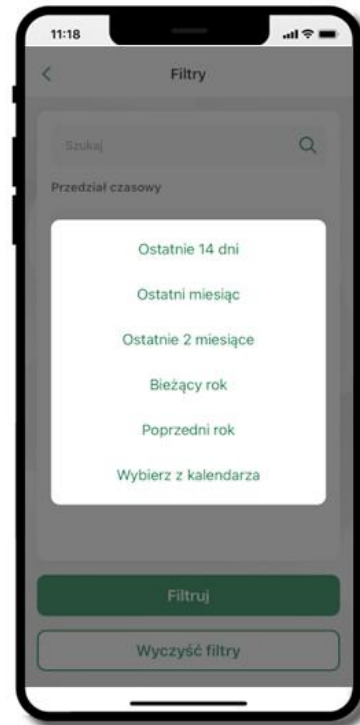 11:18
Filtry
Szukaj
Przedział czasowy
Ostatnie 14 dni
Ostatni miesiąc
Ostatnie 2 miesiące
Bieżący rok
Poprzedni rok
Wybierz z kalendarza
Filtruj
Wyczyść filtry